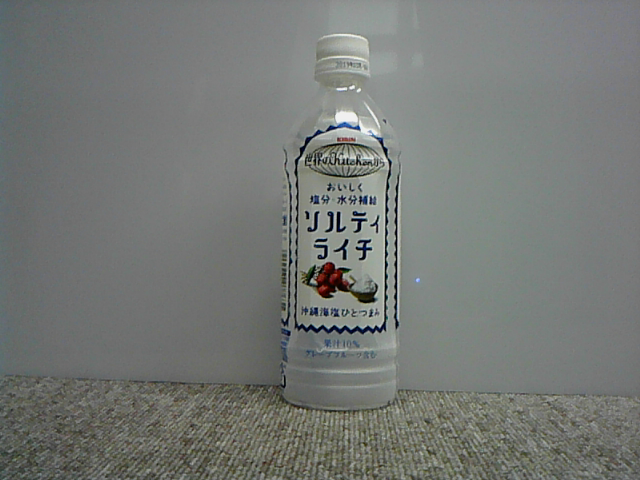 KIRIN
世界のKitchenから
おいしく
塩分・水分補給
ソルティ
ライチ
沖縄海塩ひとつまみ
果汁10%
グレープフルーツ含む